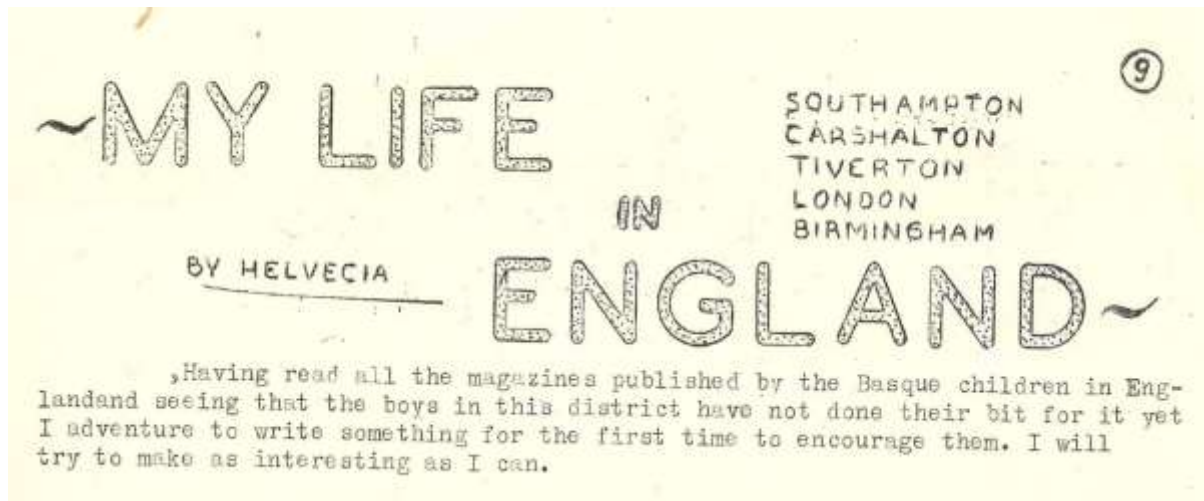 9
~MY LIFE
SOUTHAMPTON
CARSHALTON
TIVERTON
LONDON
BIRMINGHAM
IN
BY HELVECIA
ENGLAND~
,Having read all the magazines published by the Basque children in Eng-
landand seeing that the boys in this district have not done their bit for it yet
I adventure to write something for the first time to encourage them. I will
try to make as interesting as I can.